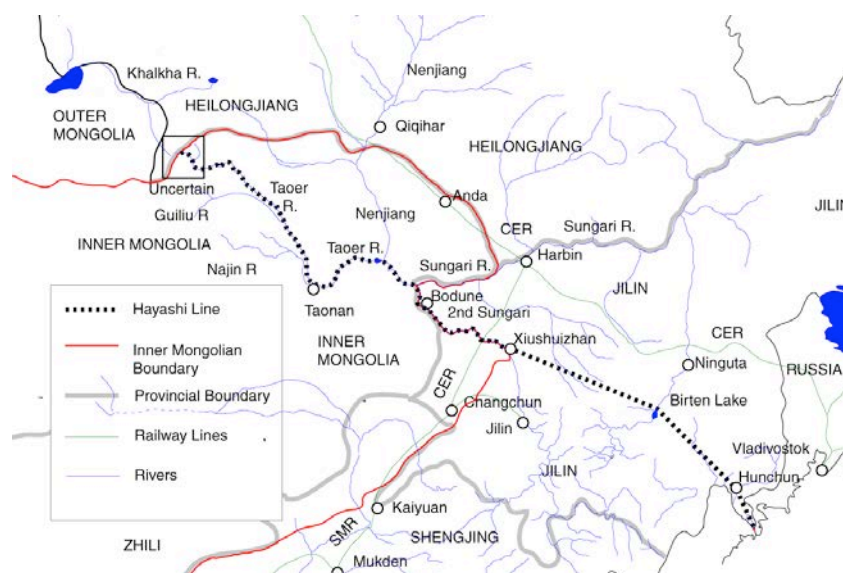 Khalkha R.
Nenjiang
OUTER
MONGOLIA
HEILONGJIANG
Qiqihar
HEILONGJIANG
Uncertain
Taoer
R.
Anda
JILIN
Guiliu R
Nenjiang
CER
Sungari R.
INNER MONGOLIA
Taoer R.
Harbin
Najin R
Sungari R.
JILIN
Taonan
Bodune
2nd Sungari
Hayashi Line
INNER
MONGOLIA
Xiushuizhan
CER
Inner Mongolian
Boundary
Ninguta
RUSSIA
Provincial Boundary
CER
Changchun
Birten Lake
Railway Lines
Jilin
Vladivostok
Rivers
JILIN
Hunchun
Kaiyuan
ZHILI
SMR
SHENGJING
Mukden